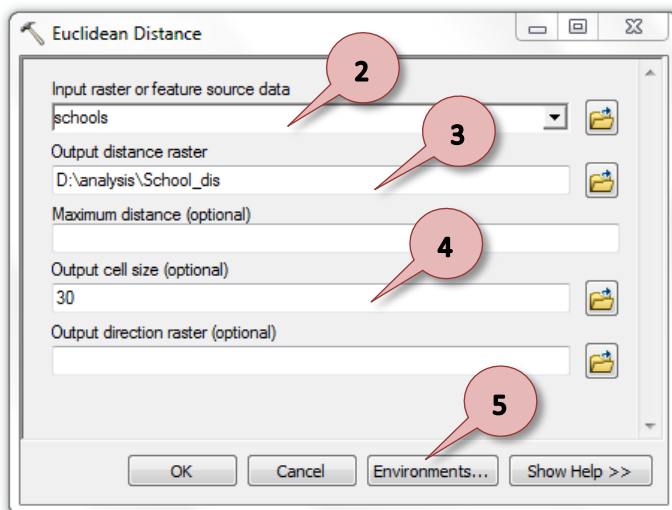 Euclidean Distance
2
Input raster or feature source data
schools
3
Output distance raster
D:\analysis\School_dis
Maximum distance (optional)
4
Output cell size (optional)
30
Output direction raster (optional)
5
OK Cancel Environments... Show Help >>